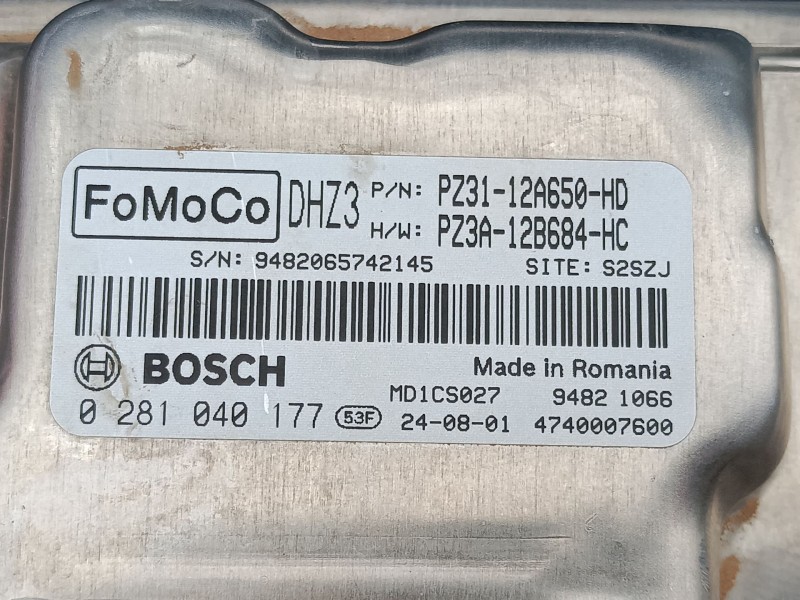 FoMoCo DHZ3 P/N: PZ31-12A650-HD
H/W: PZ3A-12B684-HC
S/N: 9482065742145 SITE: S2SZJ
BOSCH Made in Romania
MD1CS027 9482 1066
0 281 040 177 53F 24-08-01 4740007600